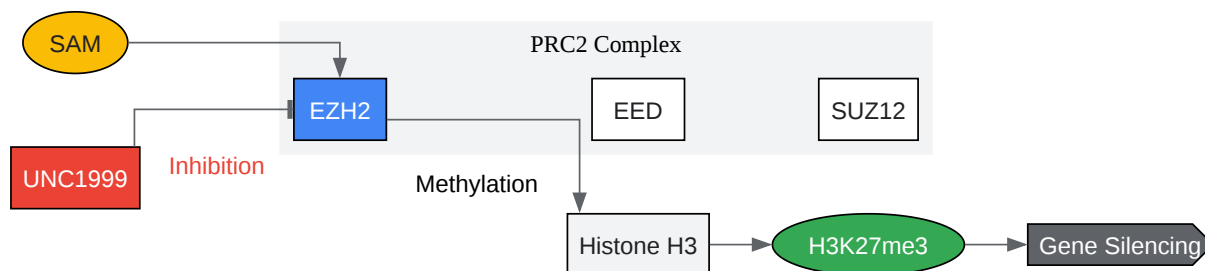 SAM
PRC2 Complex
EZH2
EED
SUZ12
UNC1999
Inhibition
Methylation
Histone H3
H3K27me3
Gene Silencing